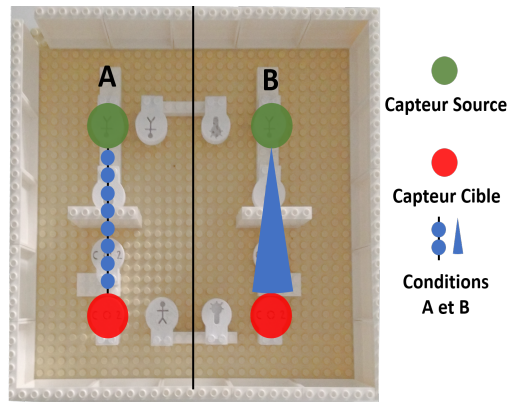 A
B
Capteur Source
Capteur Cible
Conditions
A et B